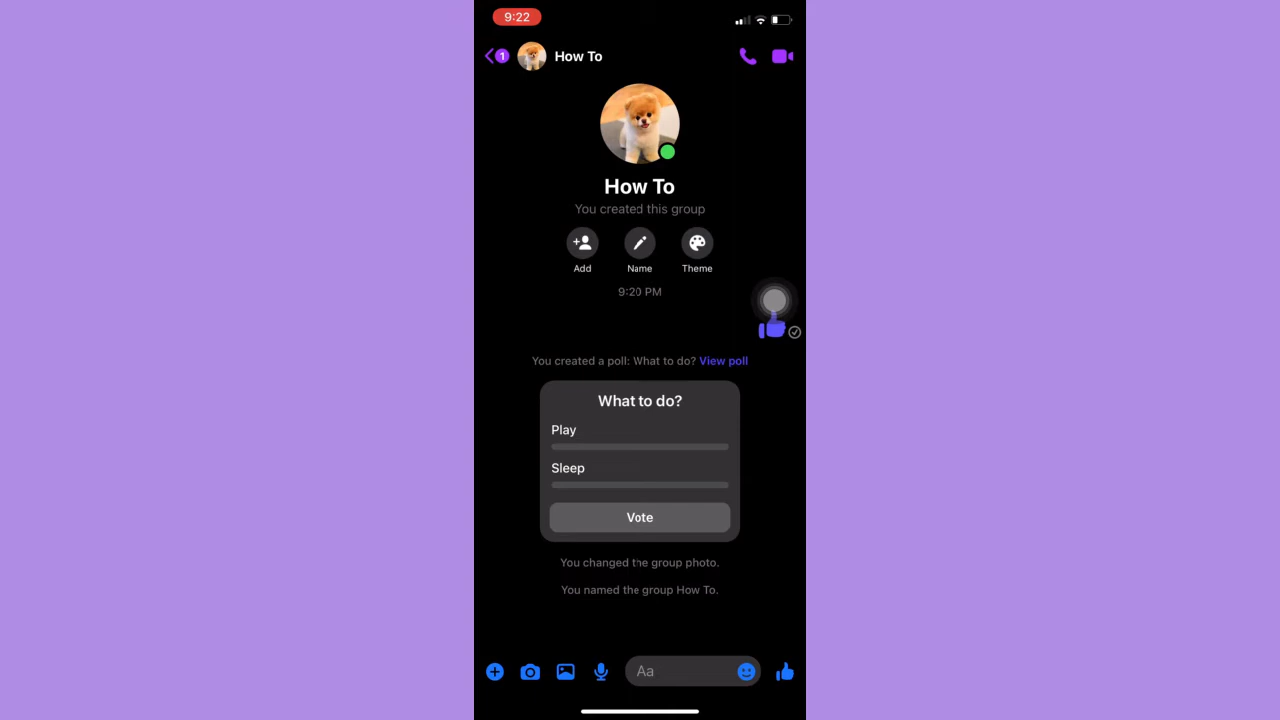 9:22
1
How To
How To
You created this group
Add Name Theme
9:20 PM
You created a poll: What to do? View poll
What to do?
Play
Sleep
Vote
You changed the group photo.
You named the group How To.
Aa